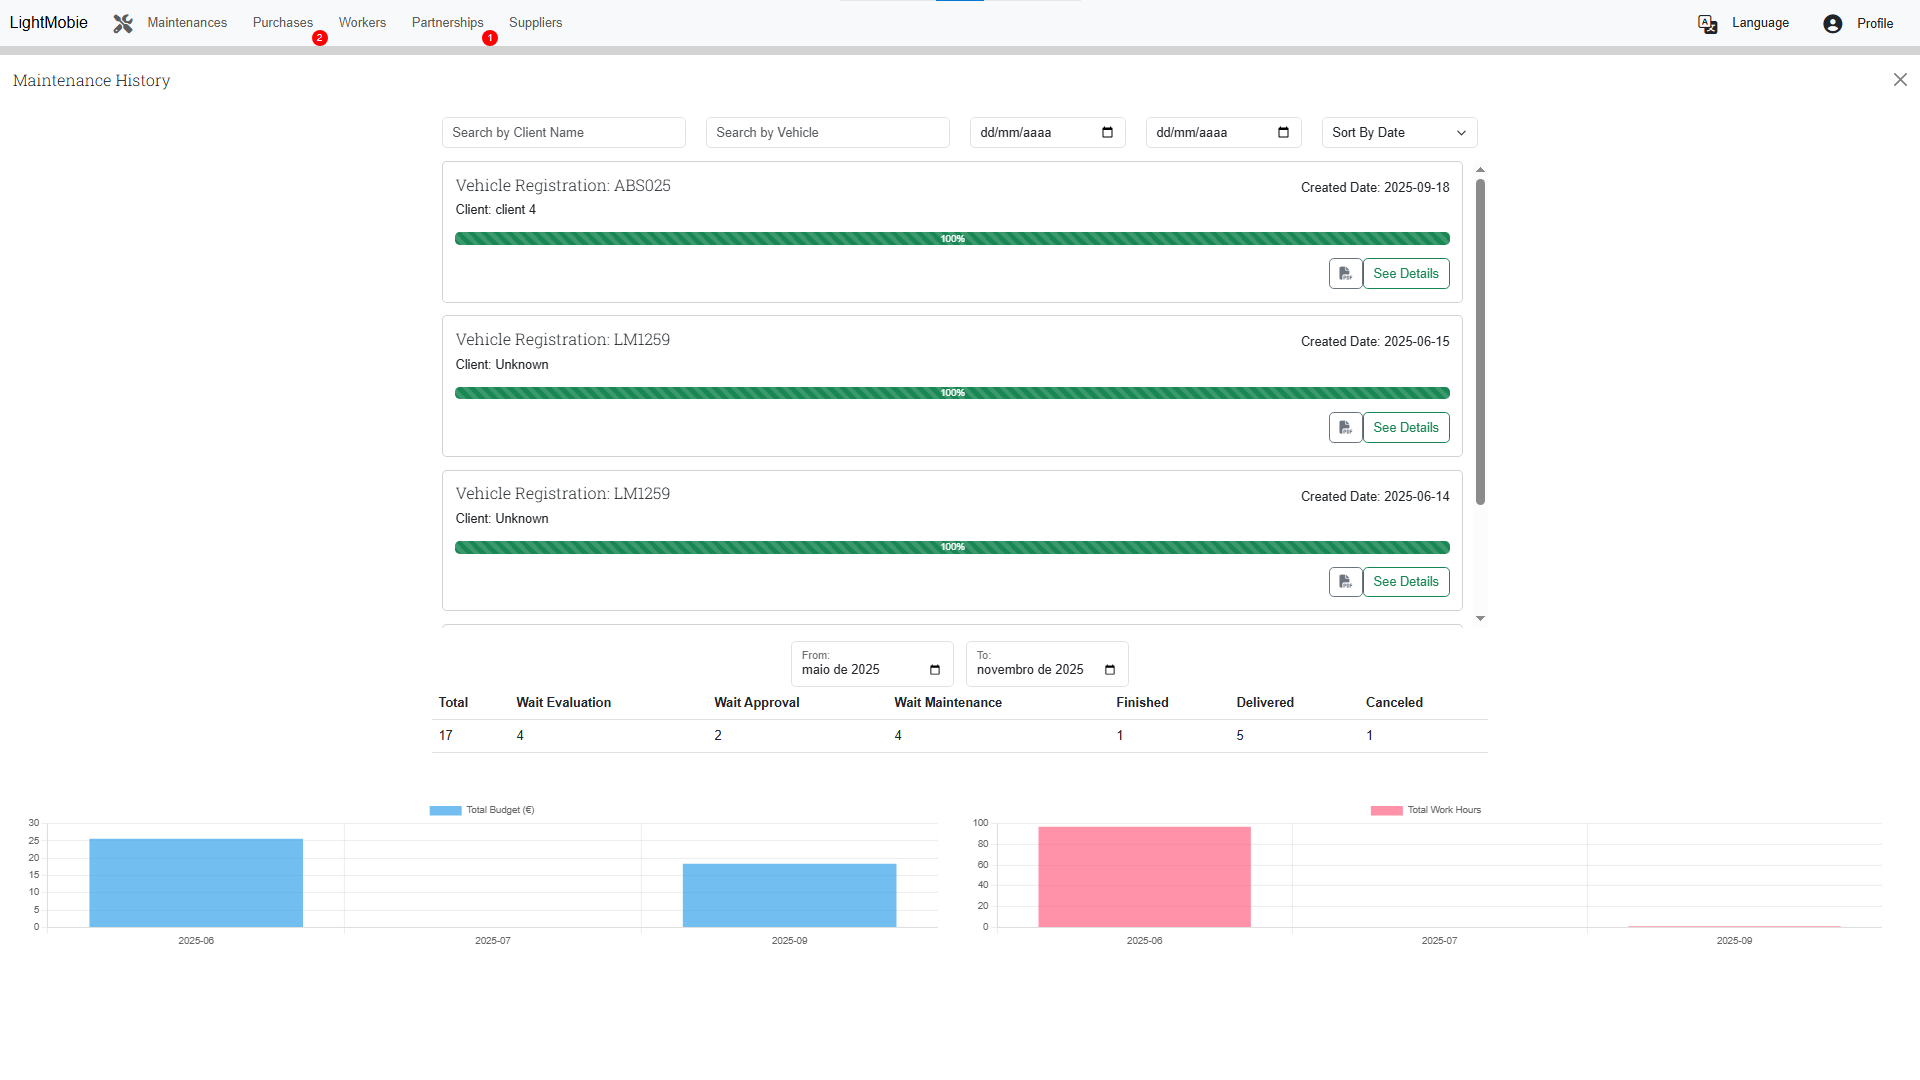 LightMobie
Maintenances
Purchases
2
Workers
Partnerships
1
Suppliers
Language
Profile
Maintenance History
Search by Client Name
Search by Vehicle
dd/mm/aaaa
dd/mm/aaaa
Sort By Date
Vehicle Registration: ABS025
Created Date: 2025-09-18
Client: client 4
100%
See Details
Vehicle Registration: LM1259
Created Date: 2025-06-15
Client: Unknown
100%
See Details
Vehicle Registration: LM1259
Created Date: 2025-06-14
Client: Unknown
100%
See Details
From:
maio de 2025
To:
novembro de 2025
Total Wait Evaluation Wait Approval Wait Maintenance Finished Delivered Canceled
17 4 2 4 1 5 1
Total Budget (€)
30
25
20
15
10
5
0
2025-06 2025-07 2025-09
Total Work Hours
100
80
60
40
20
0
2025-06 2025-07 2025-09